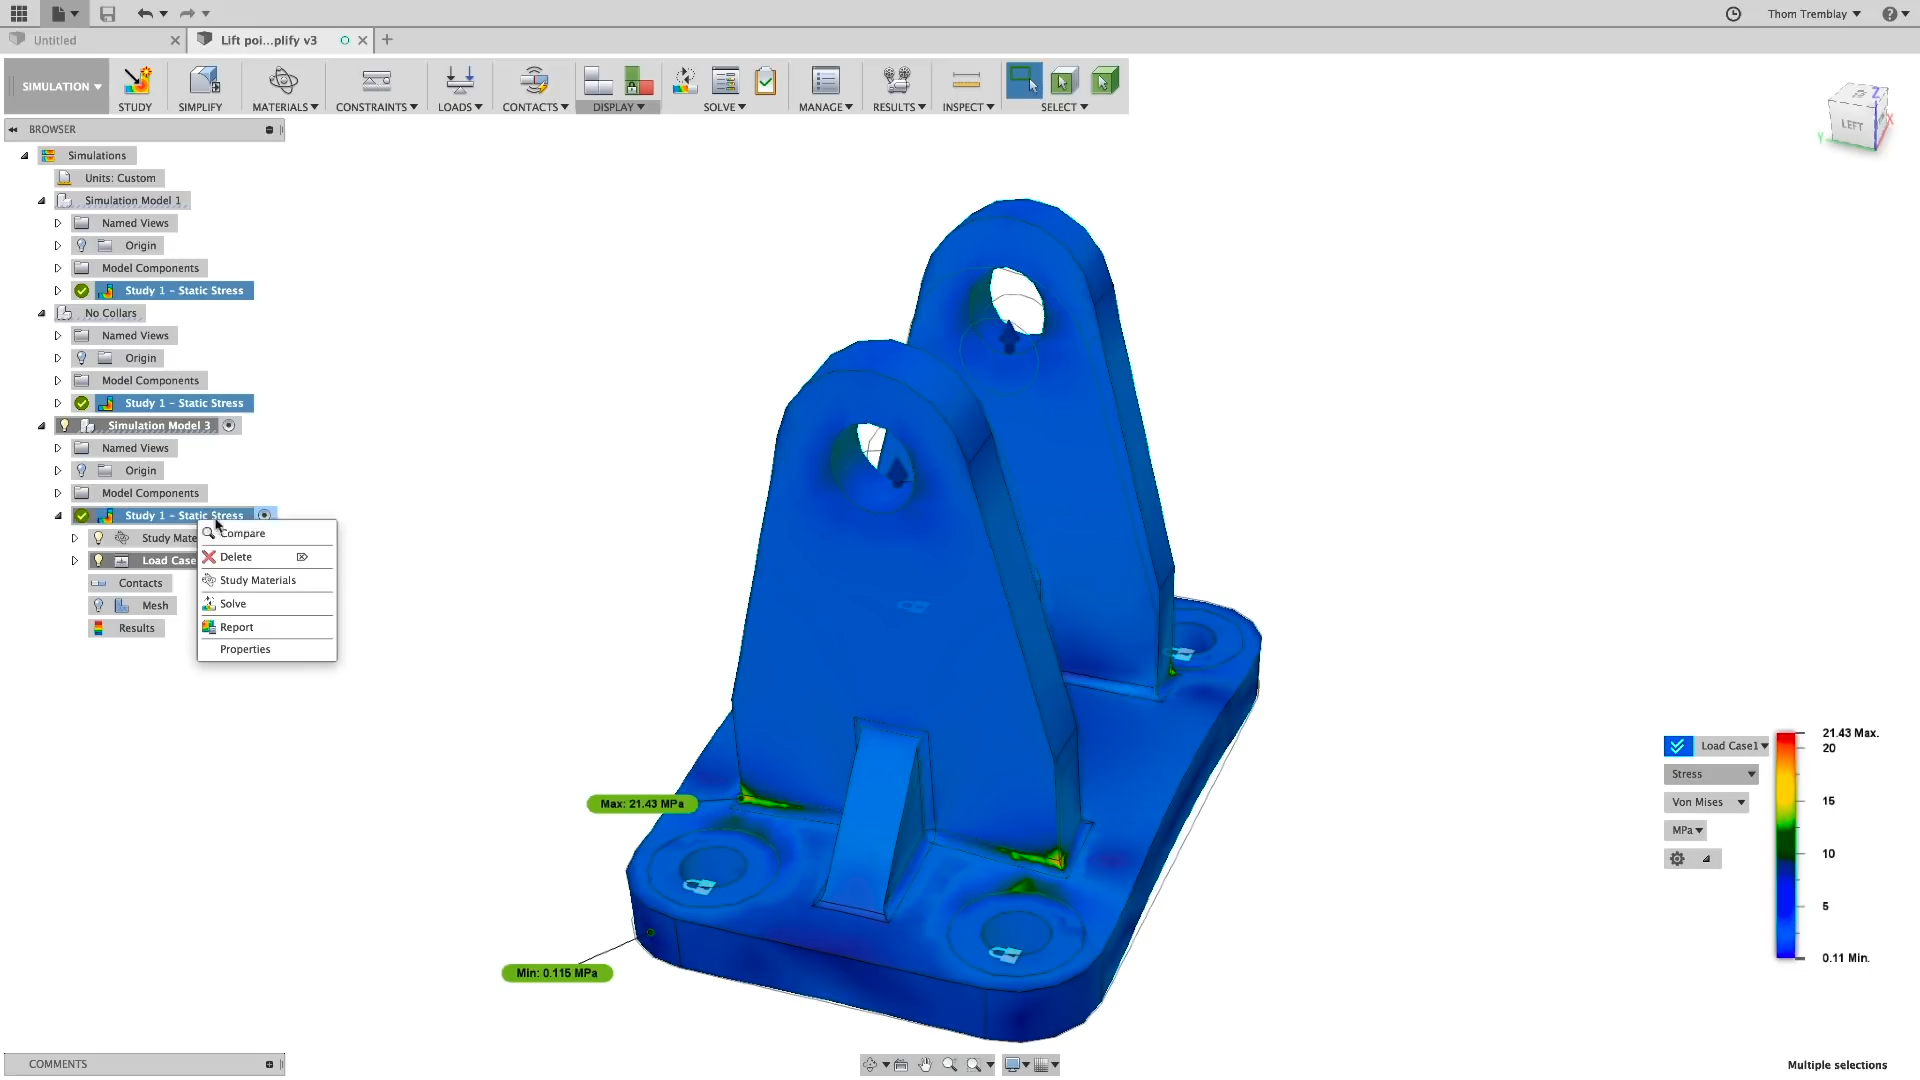 Thom Tremblay
Untitled
Lift poi...plify v3
SIMULATION
STUDY
SIMPLIFY
MATERIALS
CONSTRAINTS
LOADS
CONTACTS
DISPLAY
SOLVE
MANAGE
RESULTS
INSPECT
SELECT
BROWSER
Simulations
Units: Custom
Simulation Model 1
Named Views
Origin
Model Components
Study 1 - Static Stress
No Collars
Named Views
Origin
Model Components
Study 1 - Static Stress
Simulation Model 3
Named Views
Origin
Model Components
Study 1 - Static Stress
Study Mate
Load Case
Contacts
Mesh
Results
Compare
Delete
Study Materials
Solve
Report
Properties
Z
LEFT
X
Y
Max: 21.43 MPa
Min: 0.115 MPa
Load Case1
Stress
Von Mises
MPa
21.43 Max.
20
15
10
5
0.11 Min.
COMMENTS
Multiple selections